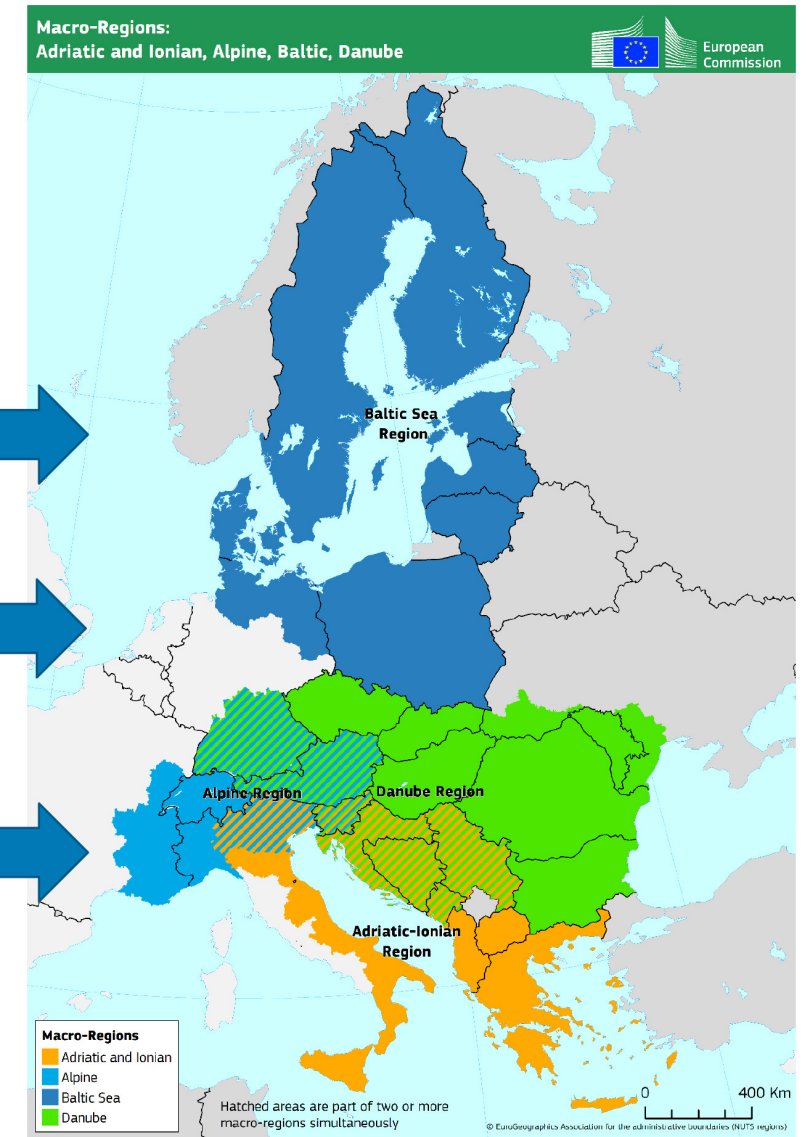 Macro-Regions:
Adriatic and Ionian, Alpine, Baltic, Danube
European
Commission
Baltic Sea
Region
Alpine Region
Danube Region
Adriatic-Ionian
Region
Macro-Regions
Adriatic and Ionian
Alpine
Baltic Sea
Danube
Hatched areas are part of two or more
macro-regions simultaneously
0 400 Km
© EuroGeographics Association for the administrative boundaries (NUTS regions)